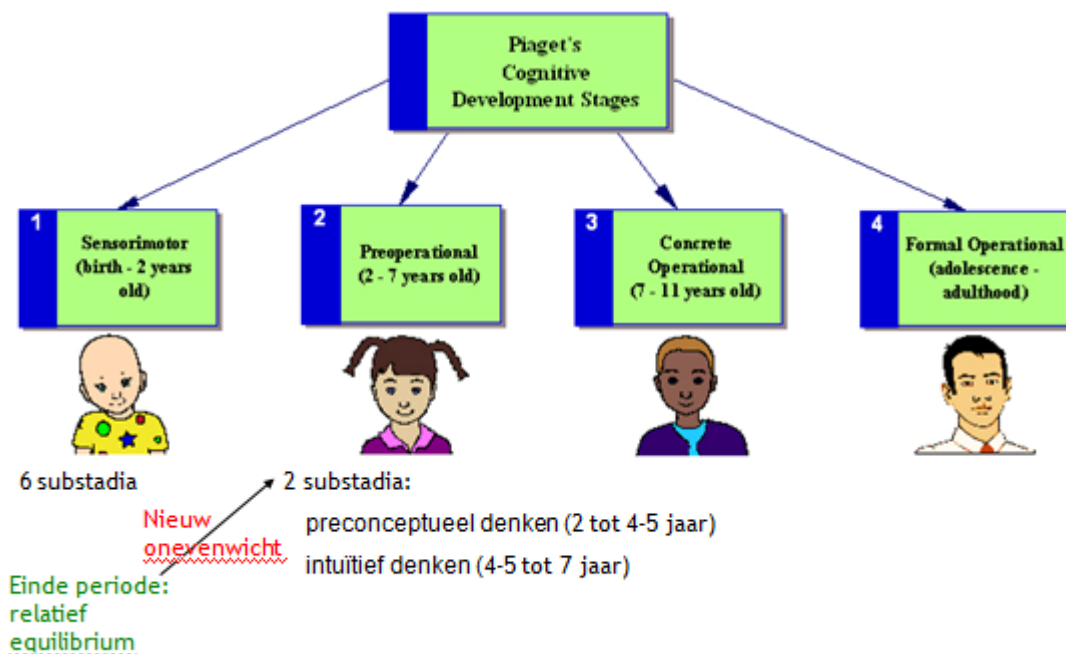 Piaget's
Cognitive
Development Stages
1
Sensorimotor
(birth - 2 years
old)
2
Preoperational
(2 - 7 years old)
3
Concrete
Operational
(7 - 11 years old)
4
Formal Operational
(adolescence -
adulthood)
6 substadia
2 substadia:
preconceptueel denken (2 tot 4-5 jaar)
intuïtief denken (4-5 tot 7 jaar)
Nieuw
onevenwicht
Einde periode:
relatief
equilibrium